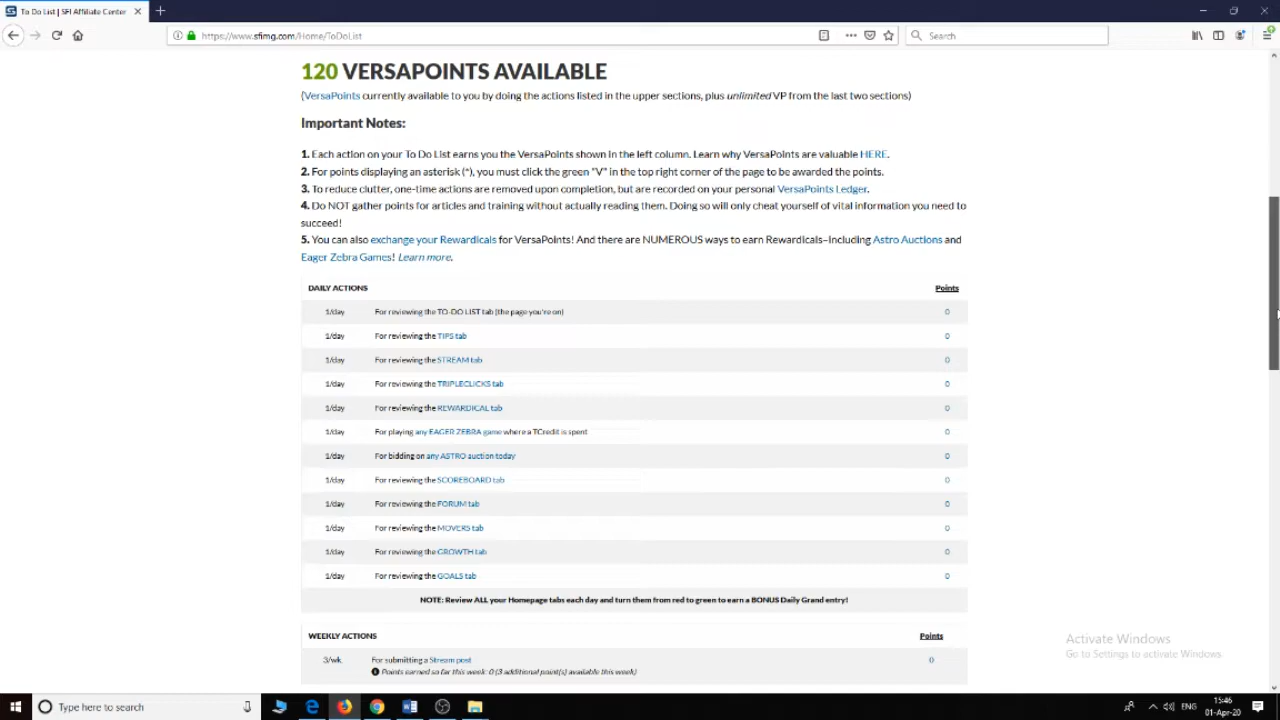 To Do List | SFI Affiliate Center
https://www.sfimg.com/Home/ToDoList
Search
120 VERSAPOINTS AVAILABLE
(VersaPoints currently available to you by doing the actions listed in the upper sections, plus unlimited VP from the last two sections)
Important Notes:
1. Each action on your To Do List earns you the VersaPoints shown in the left column. Learn why VersaPoints are valuable HERE.
2. For points displaying an asterisk (*), you must click the green "V" in the top right corner of the page to be awarded the points.
3. To reduce clutter, one-time actions are removed upon completion, but are recorded on your personal VersaPoints Ledger.
4. Do NOT gather points for articles and training without actually reading them. Doing so will only cheat yourself of vital information you need to
succeed!
5. You can also exchange your Rewardicals for VersaPoints! And there are NUMEROUS ways to earn Rewardicals–including Astro Auctions and
Eager Zebra Games! Learn more.
DAILY ACTIONS Points
1/day For reviewing the TO-DO LIST tab (the page you're on) 0
1/day For reviewing the TIPS tab 0
1/day For reviewing the STREAM tab 0
1/day For reviewing the TRIPLECLICKS tab 0
1/day For reviewing the REWARDICAL tab 0
1/day For playing any EAGER ZEBRA game where a TCredit is spent 0
1/day For bidding on any ASTRO auction today 0
1/day For reviewing the SCOREBOARD tab 0
1/day For reviewing the FORUM tab 0
1/day For reviewing the MOVERS tab 0
1/day For reviewing the GROWTH tab 0
1/day For reviewing the GOALS tab 0
NOTE: Review ALL your Homepage tabs each day and turn them from red to green to earn a BONUS Daily Grand entry!
WEEKLY ACTIONS Points
3/wk For submitting a Stream post 0
Points earned so far this week: 0 (3 additional point(s) available this week)
Activate Windows
Go to Settings to activate Windows.
Type here to search
ENG
15:46
01-Apr-20